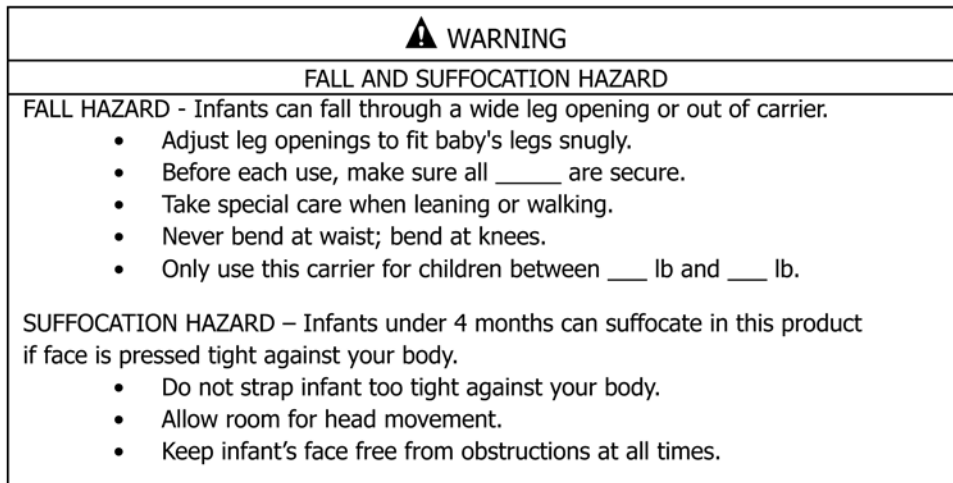 ⚠ WARNING
FALL AND SUFFOCATION HAZARD
FALL HAZARD - Infants can fall through a wide leg opening or out of carrier.
• Adjust leg openings to fit baby's legs snugly.
• Before each use, make sure all _____ are secure.
• Take special care when leaning or walking.
• Never bend at waist; bend at knees.
• Only use this carrier for children between ___ lb and ___ lb.
SUFFOCATION HAZARD – Infants under 4 months can suffocate in this product
if face is pressed tight against your body.
• Do not strap infant too tight against your body.
• Allow room for head movement.
• Keep infant’s face free from obstructions at all times.